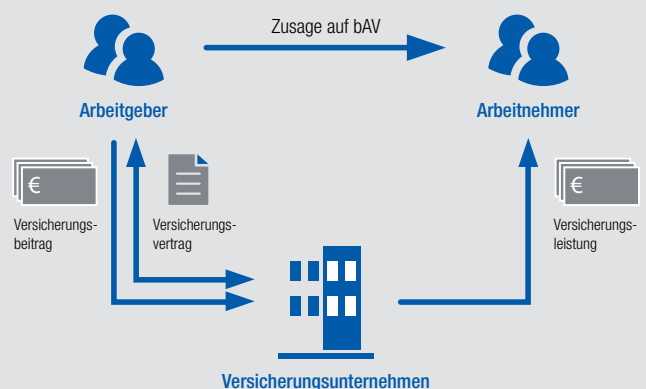 Zusage auf bAV
Arbeitgeber
Arbeitnehmer
€
Versicherungs-
beitrag
Versicherungs-
vertrag
€
Versicherungs-
leistung
Versicherungsunternehmen